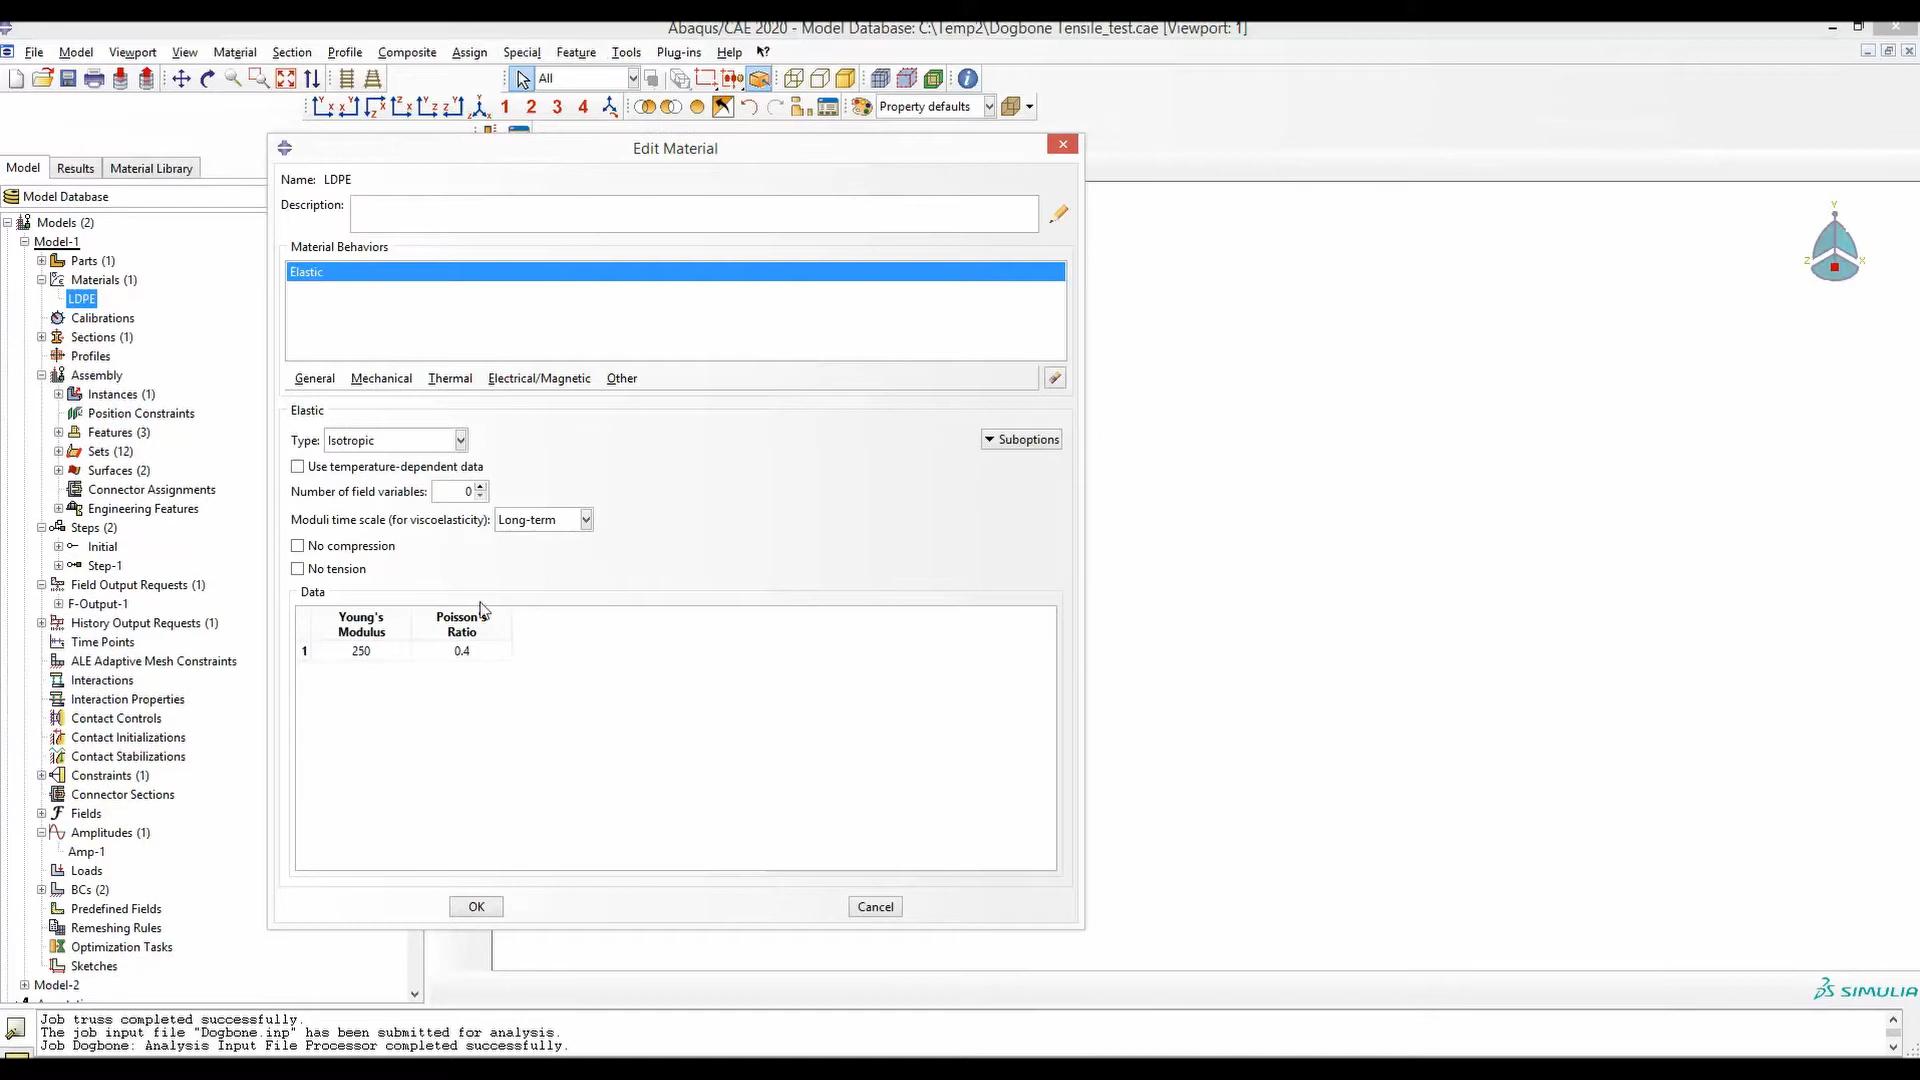 Abaqus/CAE 2020 - Model Database: C:\Temp2\Dogbone Tensile_test.cae [Viewport: 1]
File Model Viewport View Material Section Profile Composite Assign Special Feature Tools Plug-ins Help
All
1 2 3 4 Property defaults
Model Results Material Library
Model Database
Models (2)
Model-1
Parts (1)
Materials (1)
LDPE
Calibrations
Sections (1)
Profiles
Assembly
Instances (1)
Position Constraints
Features (3)
Sets (12)
Surfaces (2)
Connector Assignments
Engineering Features
Steps (2)
Initial
Step-1
Field Output Requests (1)
F-Output-1
History Output Requests (1)
Time Points
ALE Adaptive Mesh Constraints
Interactions
Interaction Properties
Contact Controls
Contact Initializations
Contact Stabilizations
Constraints (1)
Connector Sections
Fields
Amplitudes (1)
Amp-1
Loads
BCs (2)
Predefined Fields
Remeshing Rules
Optimization Tasks
Sketches
Model-2
Edit Material
Name: LDPE
Description:
Material Behaviors
Elastic
General Mechanical Thermal Electrical/Magnetic Other
Elastic
Type: Isotropic
Suboptions
Use temperature-dependent data
Number of field variables: 0
Moduli time scale (for viscoelasticity): Long-term
No compression
No tension
Data
Young's Modulus
Poisson's Ratio
1 250 0.4
OK Cancel
Y
Z X
SIMULIA
Job truss completed successfully.
The job input file "Dogbone.inp" has been submitted for analysis.
Job Dogbone: Analysis Input File Processor completed successfully.